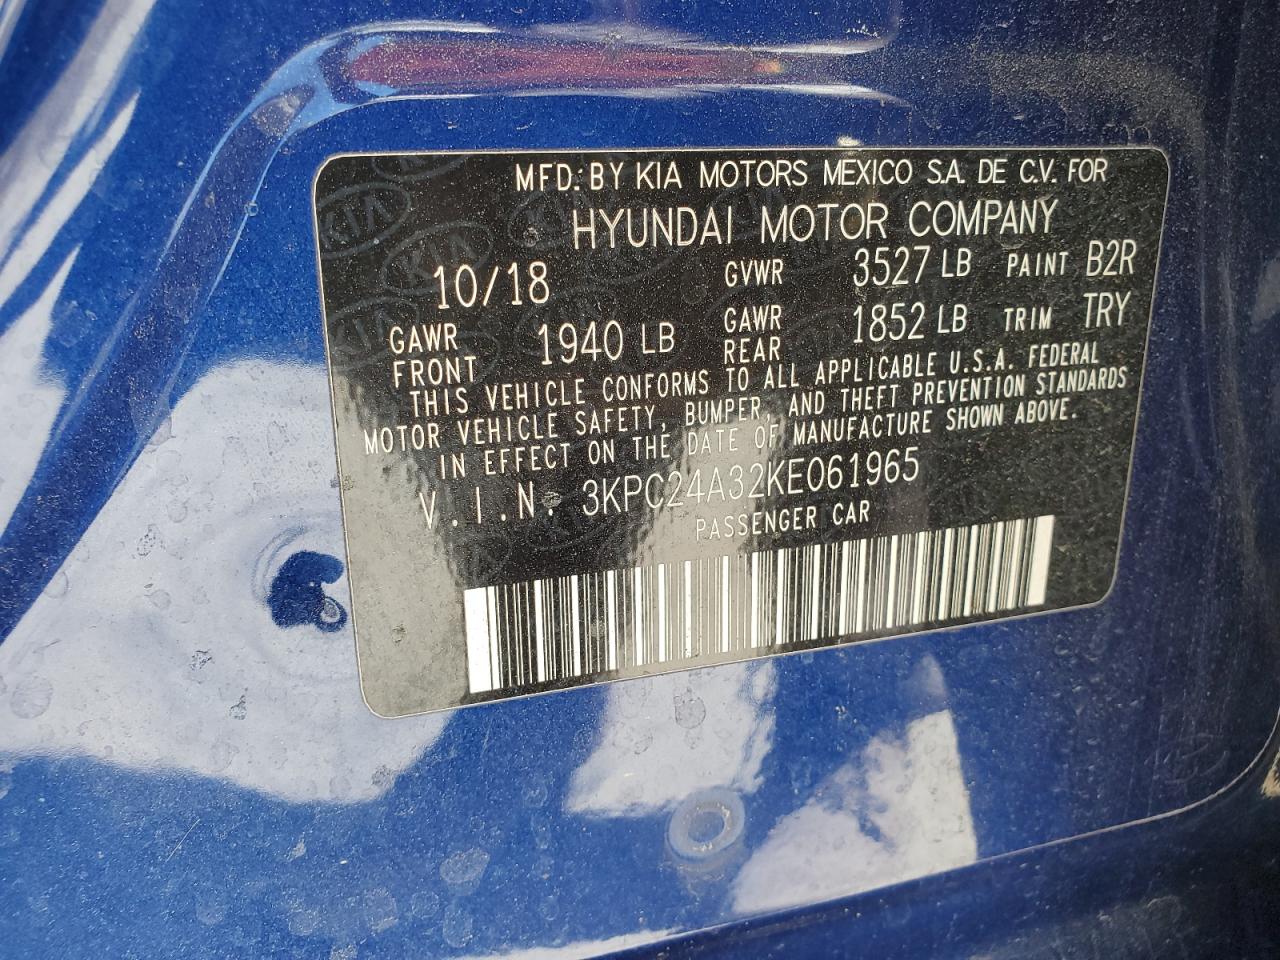 MFD. BY KIA MOTORS MEXICO S.A. DE C.V. FOR
HYUNDAI MOTOR COMPANY
10/18 GVWR 3527 LB PAINT B2R
GAWR FRONT 1940 LB GAWR REAR 1852 LB TRIM TRY
THIS VEHICLE CONFORMS TO ALL APPLICABLE U.S.A. FEDERAL
MOTOR VEHICLE SAFETY, BUMPER, AND THEFT PREVENTION STANDARDS
IN EFFECT ON THE DATE OF MANUFACTURE SHOWN ABOVE.
V.I.N. 3KPC24A32KE061965
PASSENGER CAR